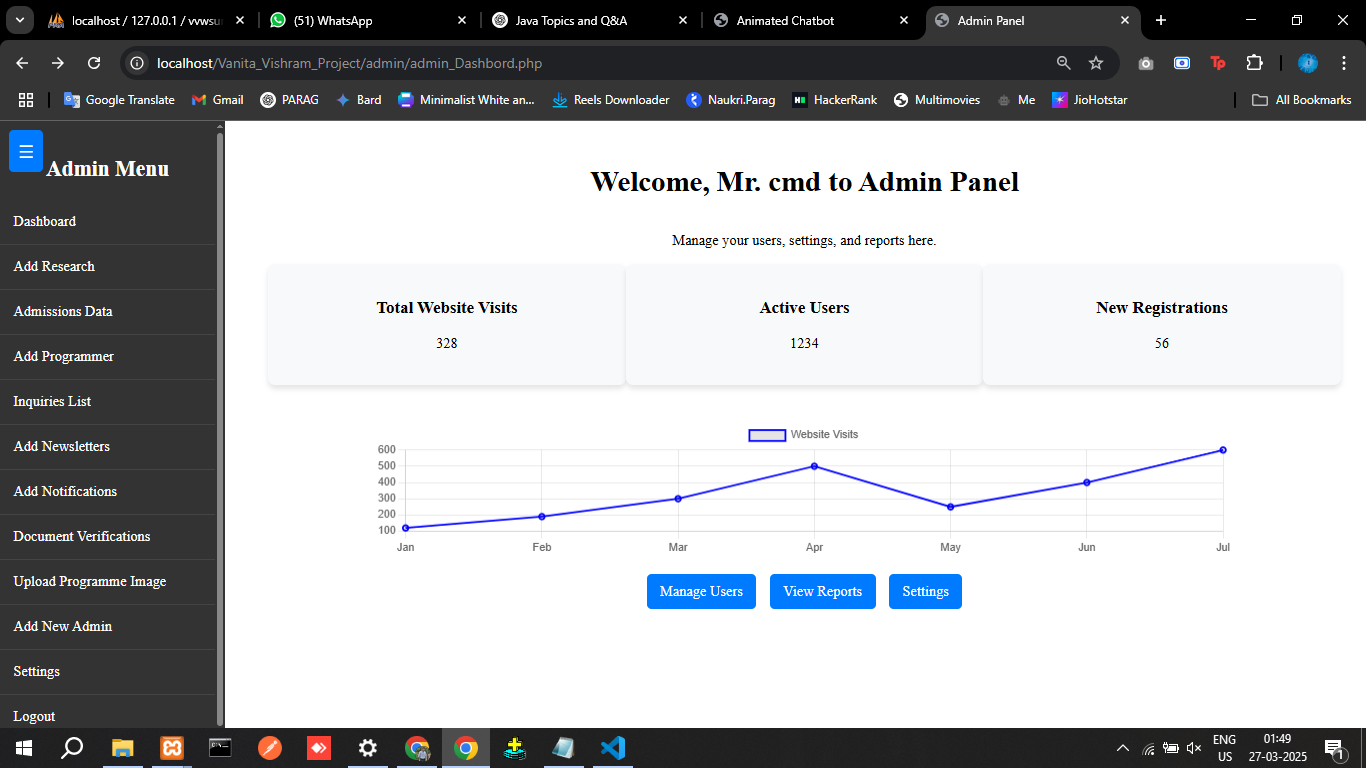 localhost / 127.0.0.1 / vvwsu
(51) WhatsApp
Java Topics and Q&A
Animated Chatbot
Admin Panel
localhost/Vanita_Vishram_Project/admin/admin_Dashbord.php
Google Translate
Gmail
PARAG
Bard
Minimalist White an...
Reels Downloader
Naukri.Parag
HackerRank
Multimovies
Me
JioHotstar
All Bookmarks
Admin Menu
Dashboard
Add Research
Admissions Data
Add Programmer
Inquiries List
Add Newsletters
Add Notifications
Document Verifications
Upload Programme Image
Add New Admin
Settings
Logout
Welcome, Mr. cmd to Admin Panel
Manage your users, settings, and reports here.
Total Website Visits
328
Active Users
1234
New Registrations
56
Website Visits
600
500
400
300
200
100
Jan Feb Mar Apr May Jun Jul
Manage Users
View Reports
Settings
ENG
US
01:49
27-03-2025
1